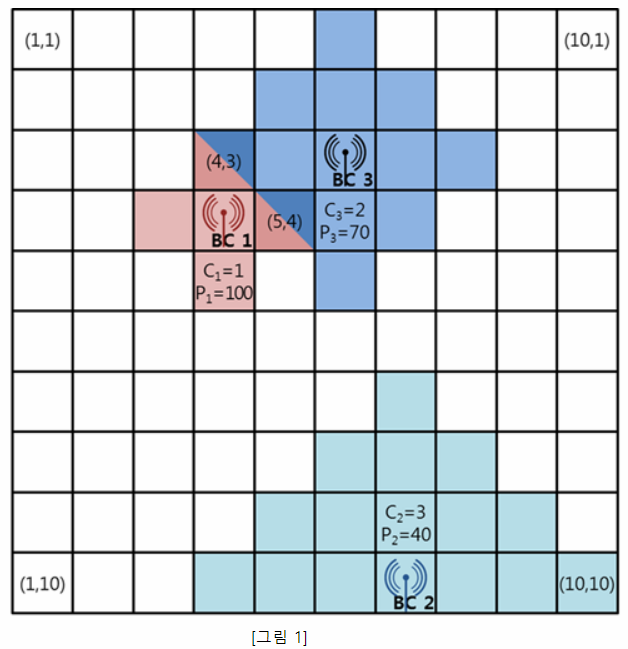 (1,1)
(10,1)
(4,3)
BC 3
(5,4)
BC 1
C₃=2
P₃=70
C₁=1
P₁=100
C₂=3
P₂=40
(1,10)
BC 2
(10,10)
[그림 1]